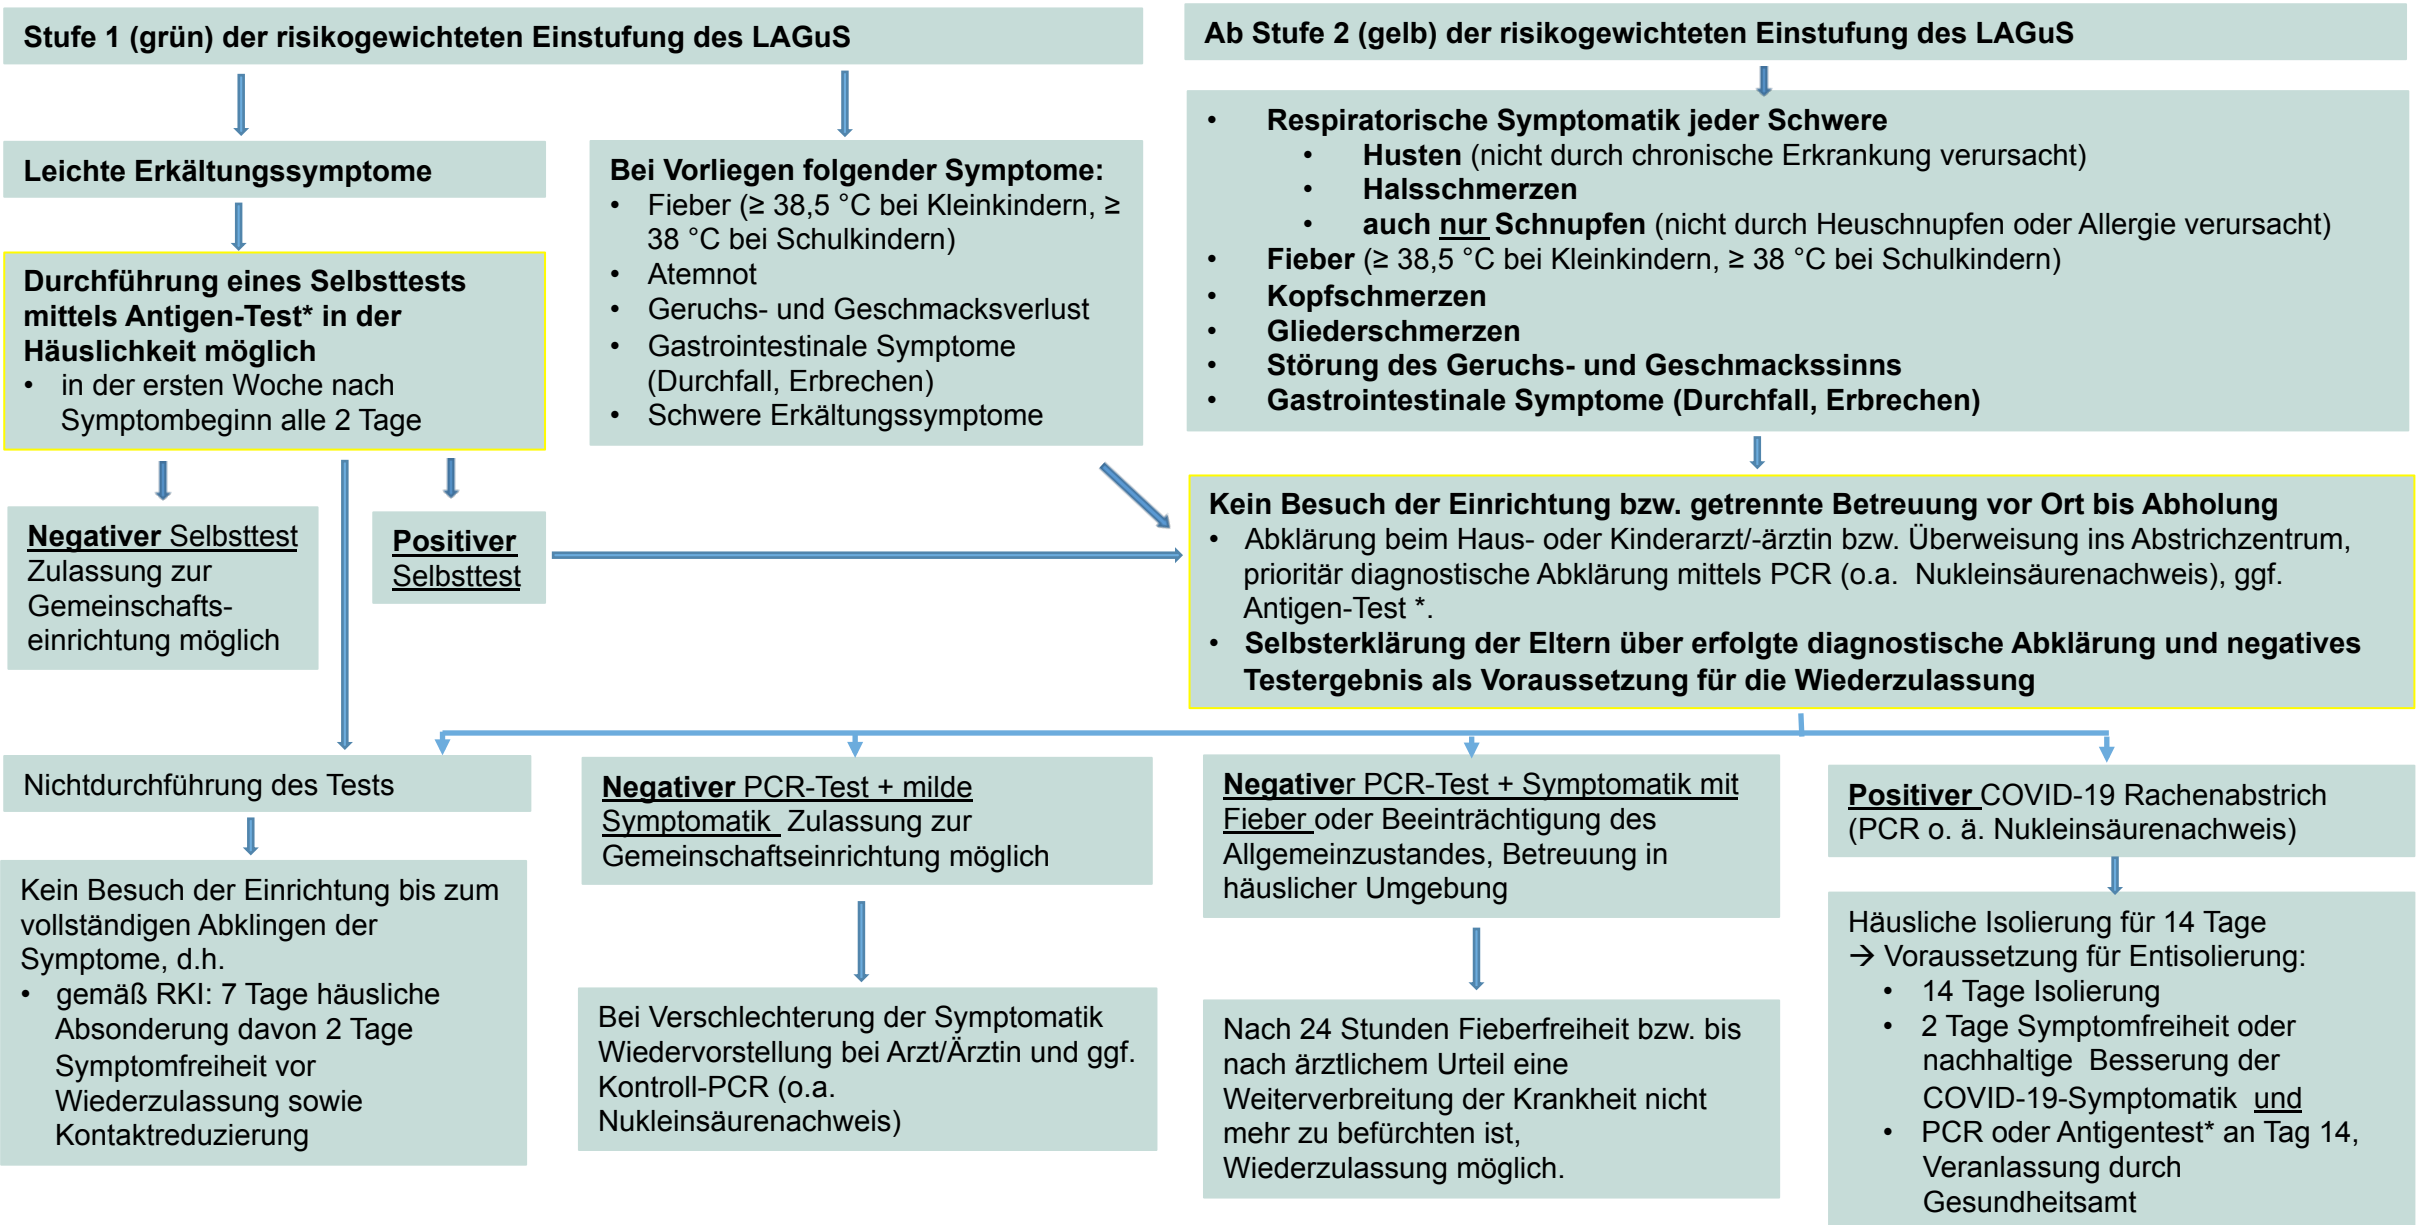 Stufe 1 (grün) der risikogewichteten Einstufung des LAGuS
Ab Stufe 2 (gelb) der risikogewichteten Einstufung des LAGuS
Leichte Erkältungssymptome
Durchführung eines Selbsttests
mittels Antigen-Test* in der
Häuslichkeit möglich
• in der ersten Woche nach
Symptombeginn alle 2 Tage
Bei Vorliegen folgender Symptome:
• Fieber (≥ 38,5 °C bei Kleinkindern, ≥
38 °C bei Schulkindern)
• Atemnot
• Geruchs- und Geschmacksverlust
• Gastrointestinale Symptome
(Durchfall, Erbrechen)
• Schwere Erkältungssymptome
• Respiratorische Symptomatik jeder Schwere
• Husten (nicht durch chronische Erkrankung verursacht)
• Halsschmerzen
• auch nur Schnupfen (nicht durch Heuschnupfen oder Allergie verursacht)
• Fieber (≥ 38,5 °C bei Kleinkindern, ≥ 38 °C bei Schulkindern)
• Kopfschmerzen
• Gliederschmerzen
• Störung des Geruchs- und Geschmackssinns
• Gastrointestinale Symptome (Durchfall, Erbrechen)
Negativer Selbsttest
Zulassung zur
Gemeinschafts-
einrichtung möglich
Positiver
Selbsttest
Kein Besuch der Einrichtung bzw. getrennte Betreuung vor Ort bis Abholung
• Abklärung beim Haus- oder Kinderarzt/-ärztin bzw. Überweisung ins Abstrichzentrum,
prioritär diagnostische Abklärung mittels PCR (o.a. Nukleinsäurenachweis), ggf.
Antigen-Test *.
• Selbsterklärung der Eltern über erfolgte diagnostische Abklärung und negatives
Testergebnis als Voraussetzung für die Wiederzulassung
Nichtdurchführung des Tests
Kein Besuch der Einrichtung bis zum
vollständigen Abklingen der
Symptome, d.h.
• gemäß RKI: 7 Tage häusliche
Absonderung davon 2 Tage
Symptomfreiheit vor
Wiederzulassung sowie
Kontaktreduzierung
Negativer PCR-Test + milde
Symptomatik Zulassung zur
Gemeinschaftseinrichtung möglich
Bei Verschlechterung der Symptomatik
Wiedervorstellung bei Arzt/Ärztin und ggf.
Kontroll-PCR (o.a.
Nukleinsäurenachweis)
Negativer PCR-Test + Symptomatik mit
Fieber oder Beeinträchtigung des
Allgemeinzustandes, Betreuung in
häuslicher Umgebung
Nach 24 Stunden Fieberfreiheit bzw. bis
nach ärztlichem Urteil eine
Weiterverbreitung der Krankheit nicht
mehr zu befürchten ist,
Wiederzulassung möglich.
Positiver COVID-19 Rachenabstrich
(PCR o. ä. Nukleinsäurenachweis)
Häusliche Isolierung für 14 Tage
→ Voraussetzung für Entisolierung:
• 14 Tage Isolierung
• 2 Tage Symptomfreiheit oder
nachhaltige Besserung der
COVID-19-Symptomatik und
• PCR oder Antigentest* an Tag 14,
Veranlassung durch
Gesundheitsamt